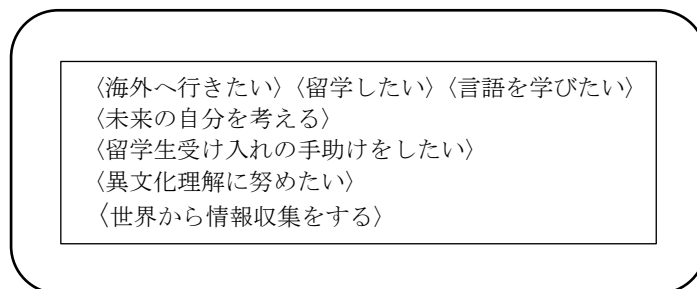 〈海外へ行きたい〉〈留学したい〉〈言語を学びたい〉
〈未来の自分を考える〉
〈留学生受け入れの手助けをしたい〉
〈異文化理解に努めたい〉
〈世界から情報収集をする〉